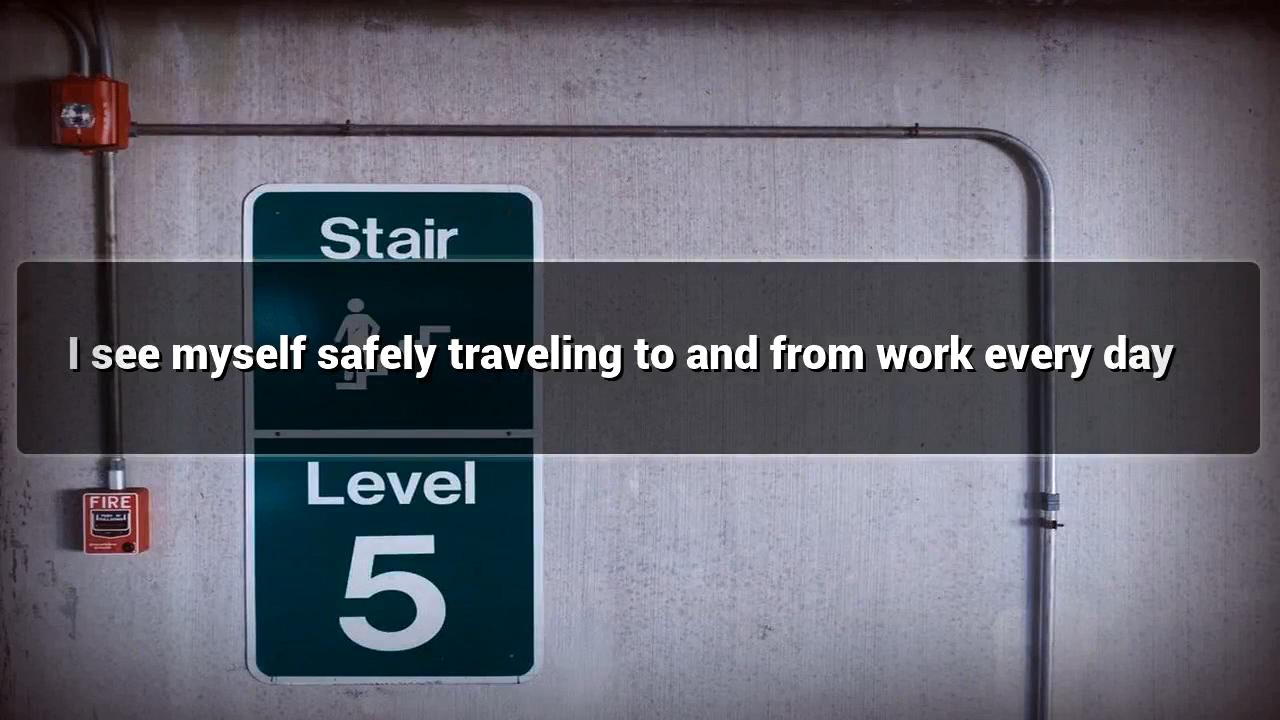 Stair
I see myself safely traveling to and from work every day
Level
5
FIRE